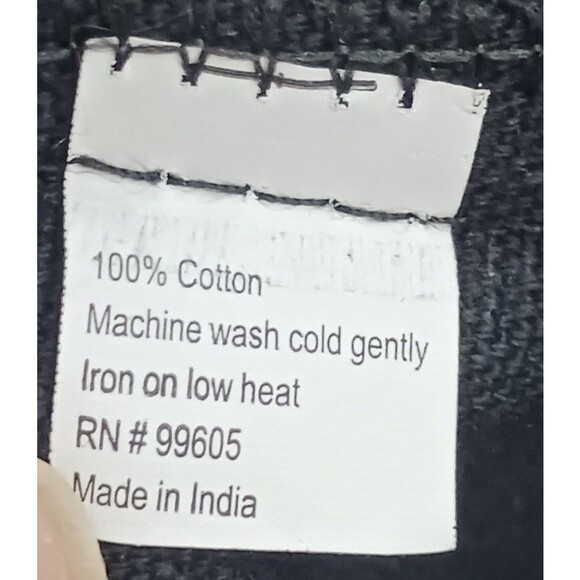 100% Cotton
Machine wash cold gently
Iron on low heat
RN # 99605
Made in India